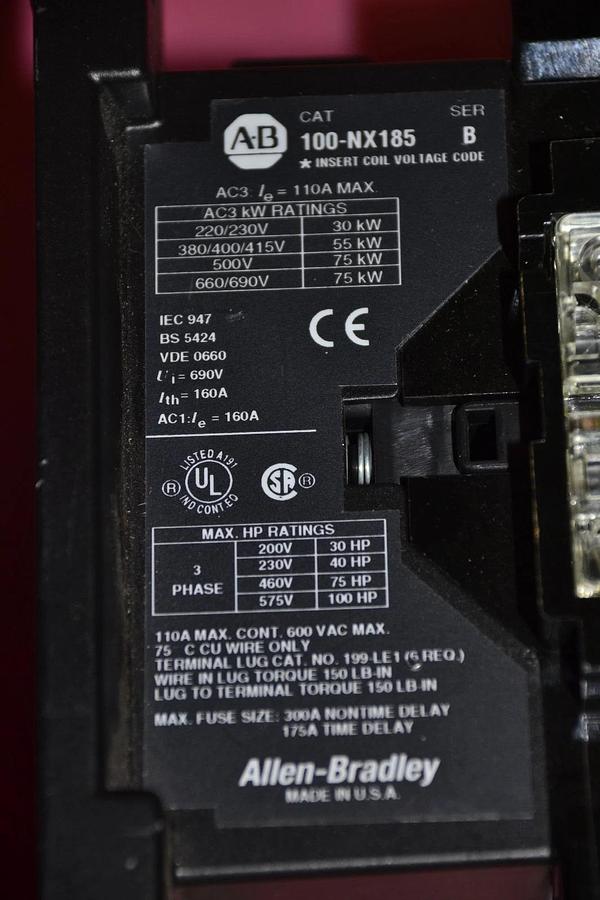 A·B
CAT SER
100-NX185 B
★ INSERT COIL VOLTAGE CODE
AC3: Ie = 110A MAX.
AC3 kW RATINGS
220/230V 30 kW
380/400/415V 55 kW
500V 75 kW
660/690V 75 kW
IEC 947
BS 5424
VDE 0660
Ui = 690V
Ith = 160A
AC1: Ie = 160A
CE
LISTED A191
® UL
IND CONT. EQ
SA ®
MAX. HP RATINGS
3 PHASE
200V 30 HP
230V 40 HP
460V 75 HP
575V 100 HP
110A MAX. CONT. 600 VAC MAX.
75 C CU WIRE ONLY
TERMINAL LUG CAT. NO. 199-LE1 (6 REQ.)
WIRE IN LUG TORQUE 150 LB-IN
LUG TO TERMINAL TORQUE 150 LB-IN
MAX. FUSE SIZE: 300A NONTIME DELAY
175A TIME DELAY
Allen-Bradley
MADE IN U.S.A.